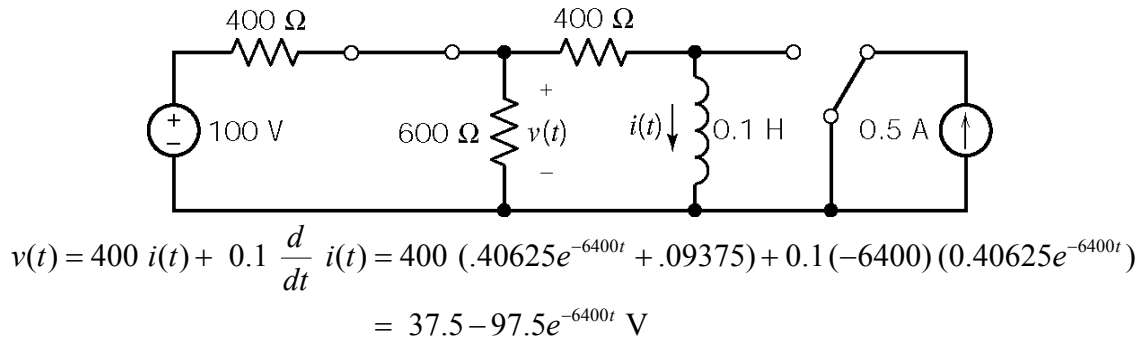 400 Ω 400 Ω
+
100 V 600 Ω v(t) i(t) 0.1 H 0.5 A
−
v(t) = 400 i(t) + 0.1 d/dt i(t) = 400 (.40625e^{−6400t} + .09375) + 0.1(−6400)(0.40625e^{−6400t})
= 37.5 − 97.5e^{−6400t} V